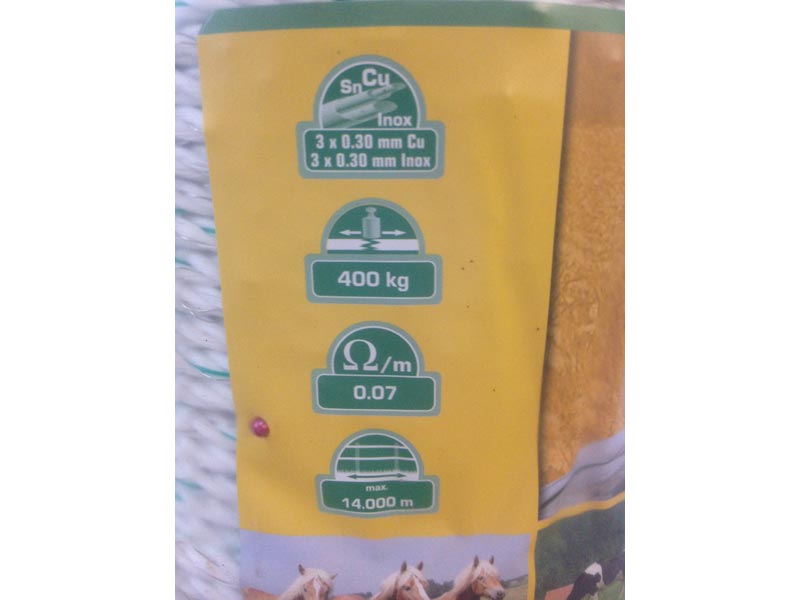 Sn Cu
Inox
3 x 0.30 mm Cu
3 x 0.30 mm Inox
400 kg
Ω/m
0.07
max.
14.000 m